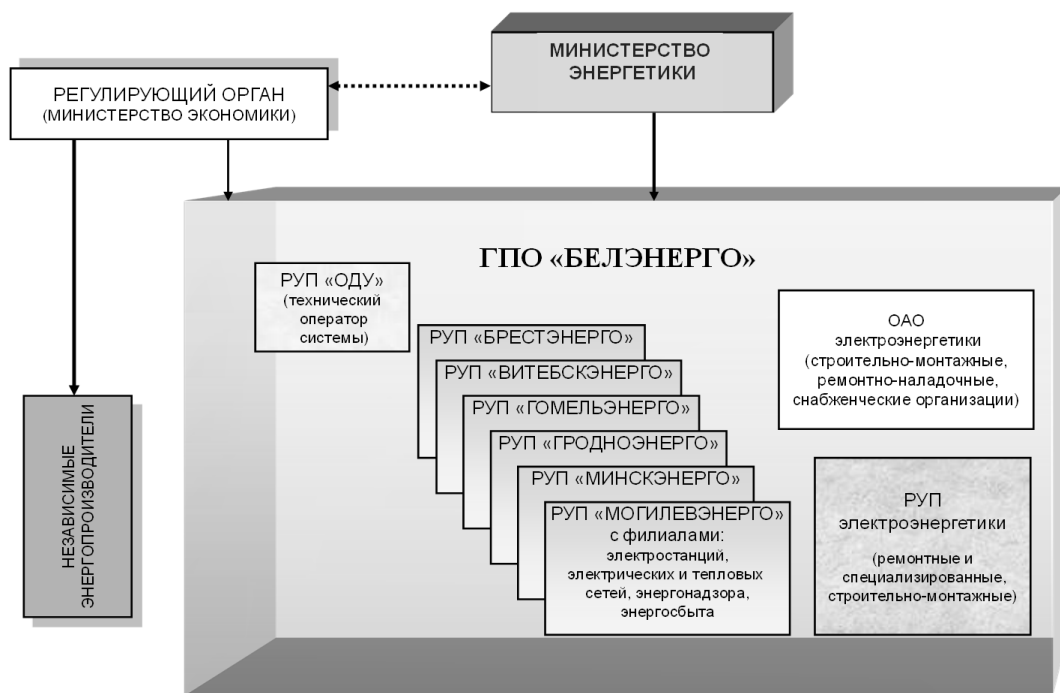 МИНИСТЕРСТВО
ЭНЕРГЕТИКИ
РЕГУЛИРУЮЩИЙ ОРГАН
(МИНИСТЕРСТВО ЭКОНОМИКИ)
ГПО «БЕЛЭНЕРГО»
РУП «ОДУ»
(технический
оператор
системы)
РУП «БРЕСТЭНЕРГО»
РУП «ВИТЕБСКЭНЕРГО»
РУП «ГОМЕЛЬЭНЕРГО»
РУП «ГРОДНОЭНЕРГО»
РУП «МИНСКЭНЕРГО»
РУП «МОГИЛЕВЭНЕРГО»
с филиалами:
электростанций,
электрических и тепловых
сетей, энергонадзора,
энергосбыта
ОАО
электроэнергетики
(строительно-монтажные,
ремонтно-наладочные,
снабженческие организации)
РУП
электроэнергетики
(ремонтные и
специализированные,
строительно-монтажные)
НЕЗАВИСИМЫЕ
ЭНЕРГОПРОИЗВОДИТЕЛИ